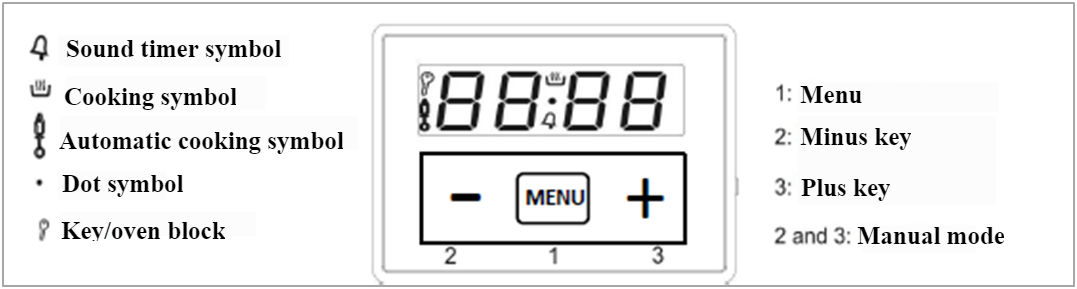 Sound timer symbol
Cooking symbol
Automatic cooking symbol
Dot symbol
Key/oven block
88:88
- MENU +
2 1 3
1: Menu
2: Minus key
3: Plus key
2 and 3: Manual mode